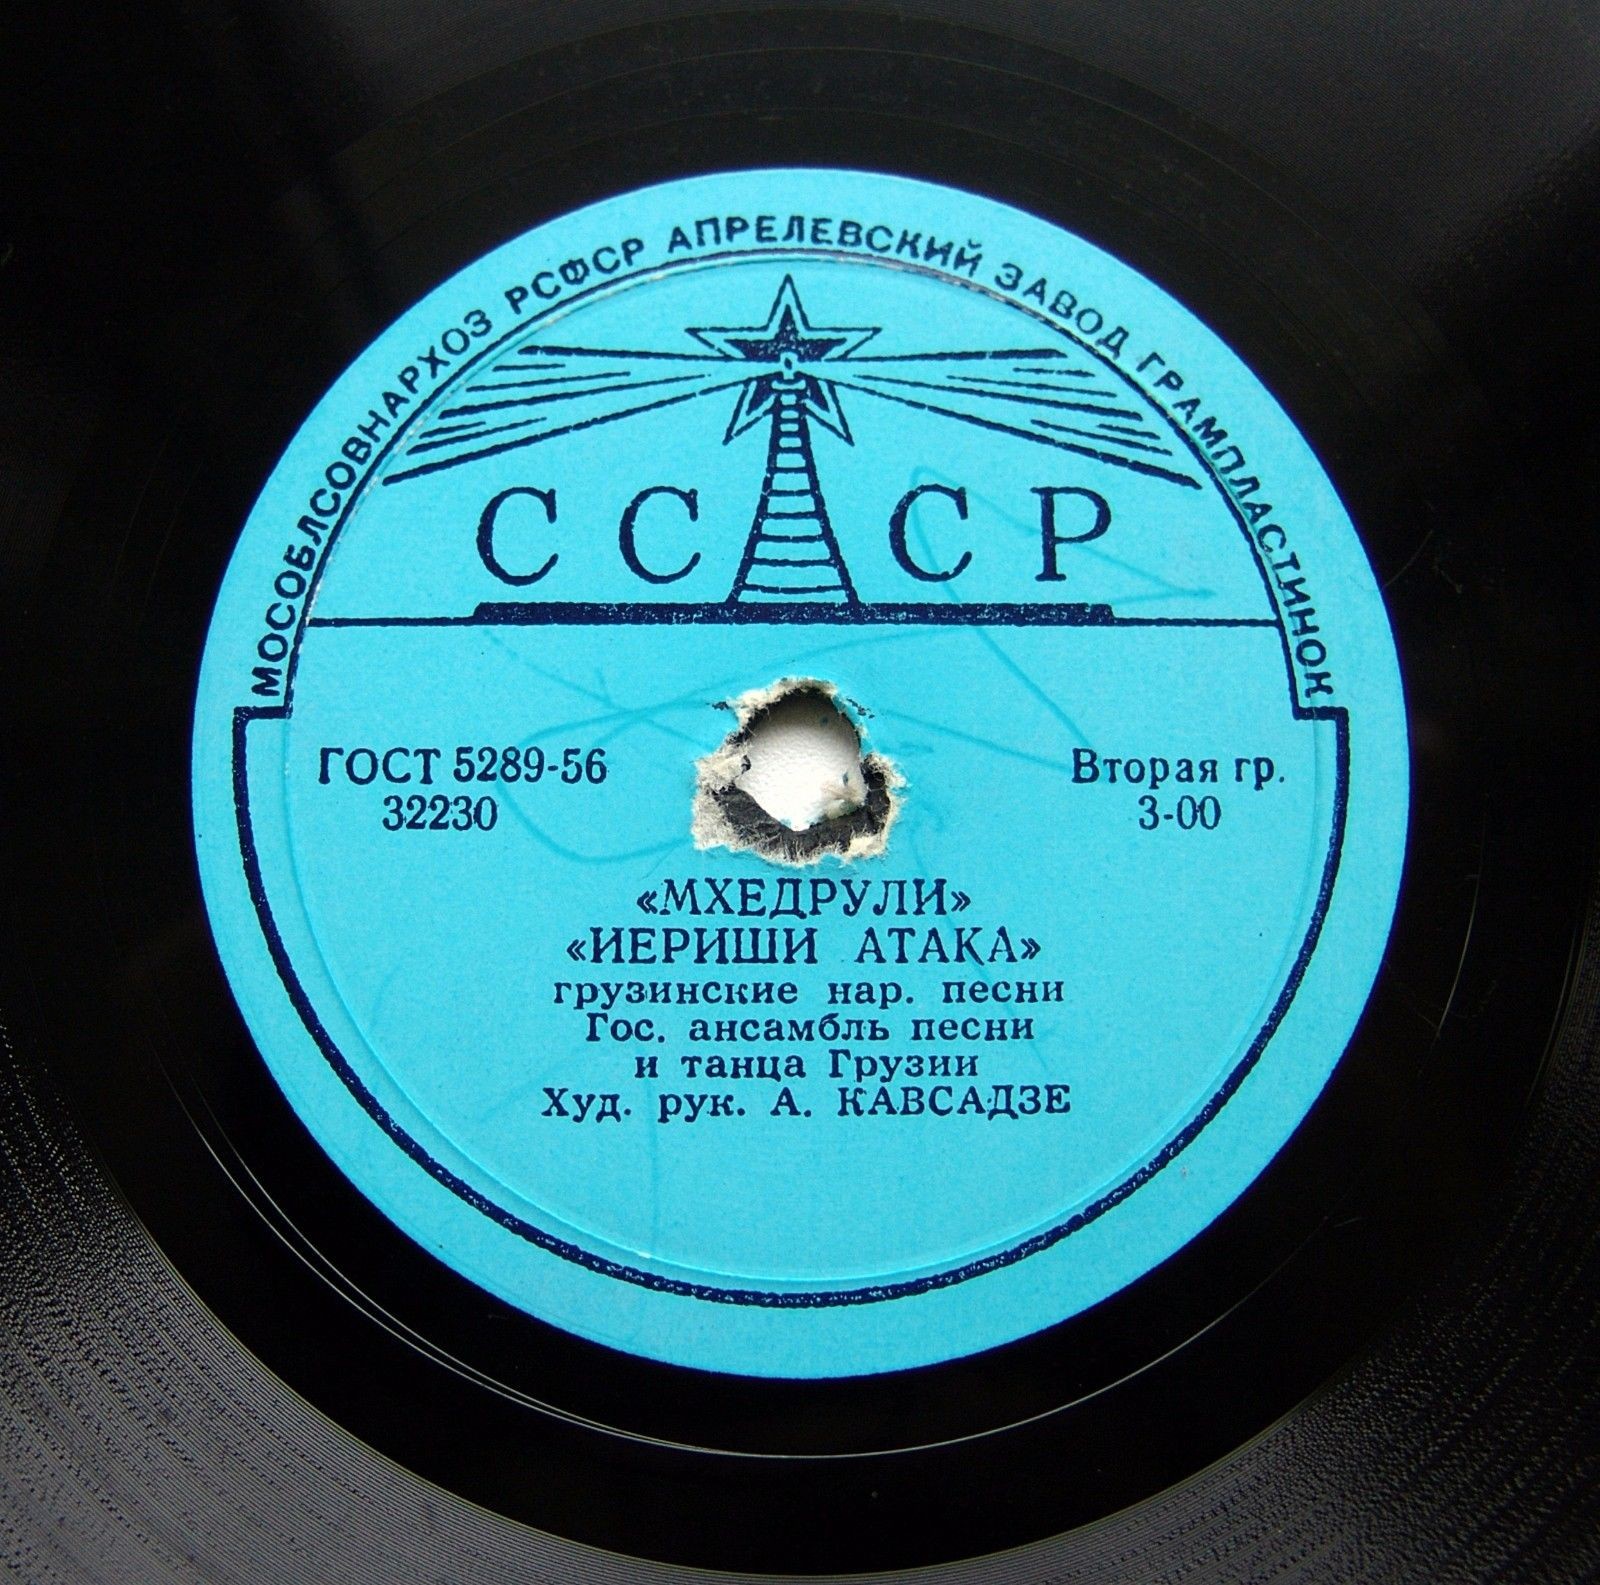 МОСОБЛСОВНАРХОЗ РСФСР АПРЕЛЕВСКИЙ ЗАВОД ГРАМПЛАСТИНОК
СССР
ГОСТ 5289-56
32230
Вторая гр.
3-00
«МХЕДРУЛИ»
«ИЕРИШИ АТАКА»
грузинские нар. песни
Гос. ансамбль песни
и танца Грузии
Худ. рук. А. КАВСАДЗЕ